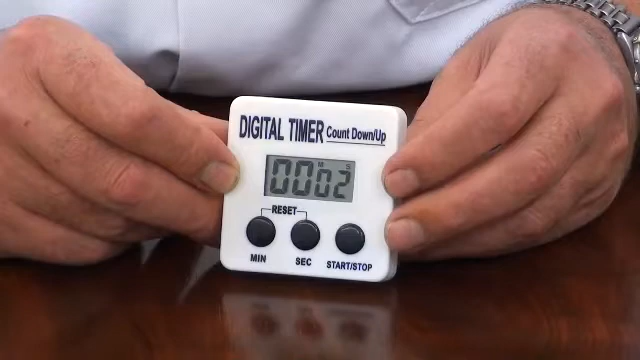 DIGITAL TIMER Count Down/Up
M S
0002
RESET
MIN SEC START/STOP